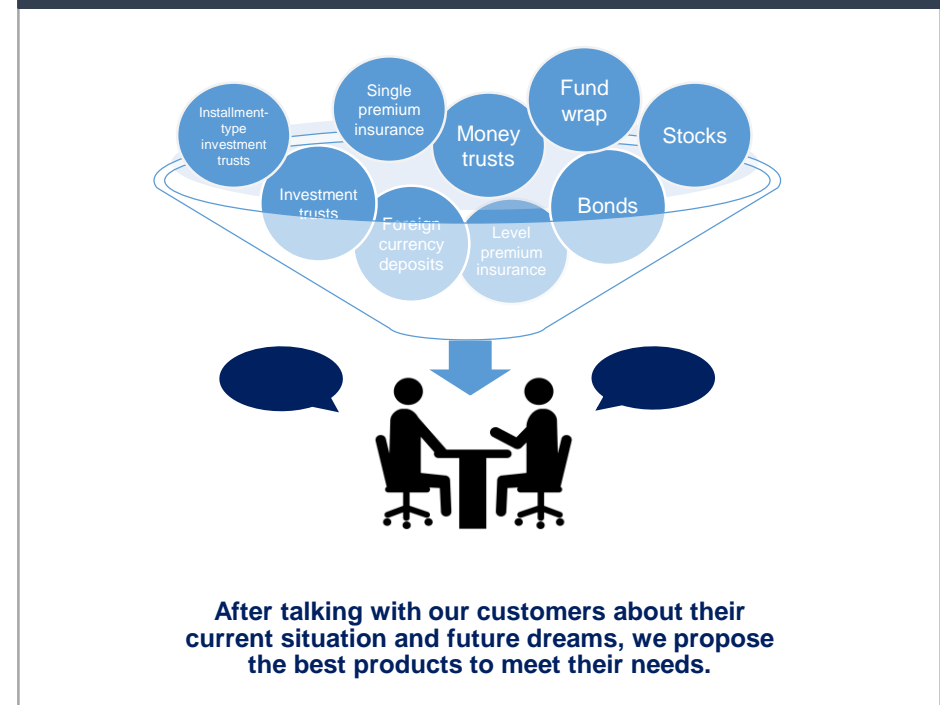 Installment-
type
investment
trusts
Single
premium
insurance
Money
trusts
Fund
wrap
Stocks
Investment
trusts
Foreign
currency
deposits
Level
premium
insurance
Bonds
After talking with our customers about their
current situation and future dreams, we propose
the best products to meet their needs.